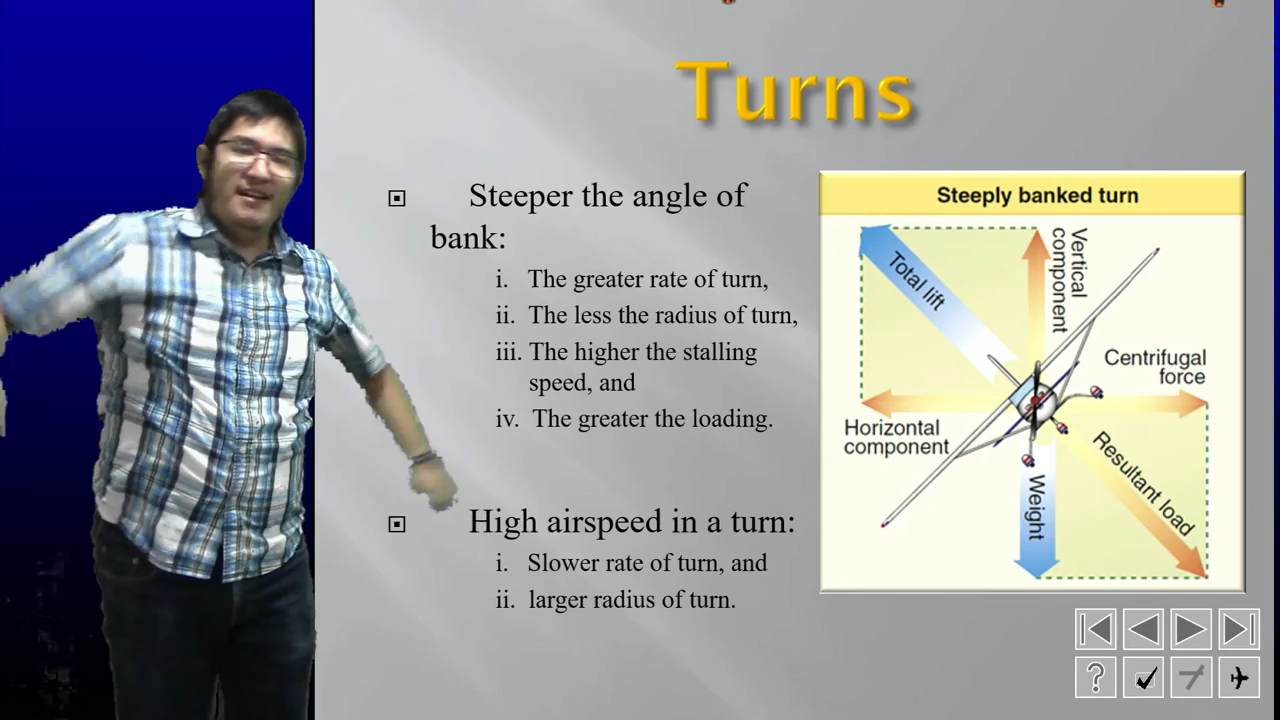 Turns
Steeper the angle of
bank:
i. The greater rate of turn,
ii. The less the radius of turn,
iii. The higher the stalling
speed, and
iv. The greater the loading.
High airspeed in a turn:
i. Slower rate of turn, and
ii. larger radius of turn.
Steeply banked turn
Total lift
Vertical
component
Centrifugal
force
Horizontal
component
Weight
Resultant load
?